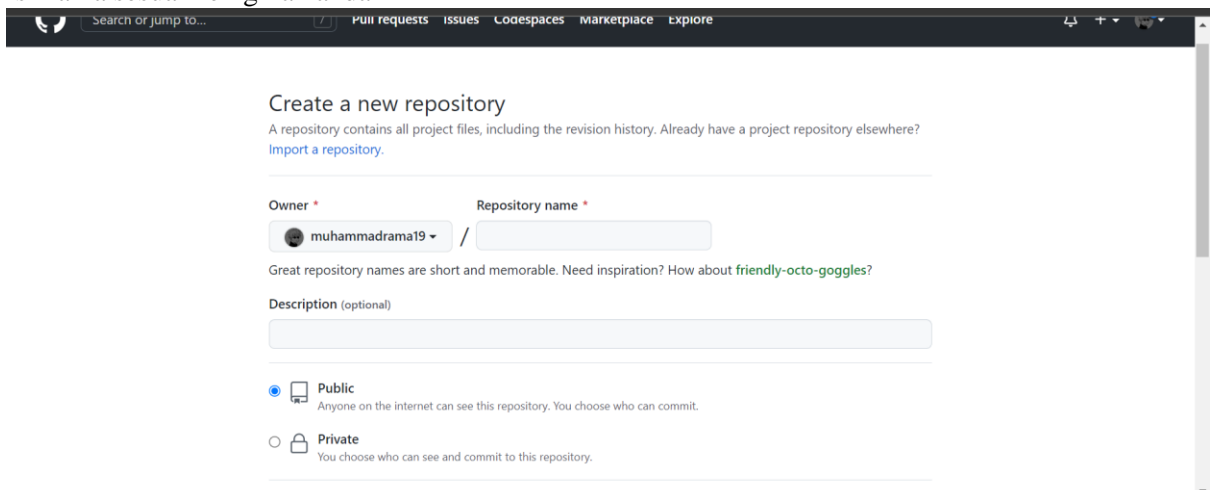 Search or jump to... /
Pull requests Issues Codespaces Marketplace Explore
Create a new repository
A repository contains all project files, including the revision history. Already have a project repository elsewhere?
Import a repository.
Owner * Repository name *
muhammadrama19 /
Great repository names are short and memorable. Need inspiration? How about friendly-octo-goggles?
Description (optional)
Public
Anyone on the internet can see this repository. You choose who can commit.
Private
You choose who can see and commit to this repository.